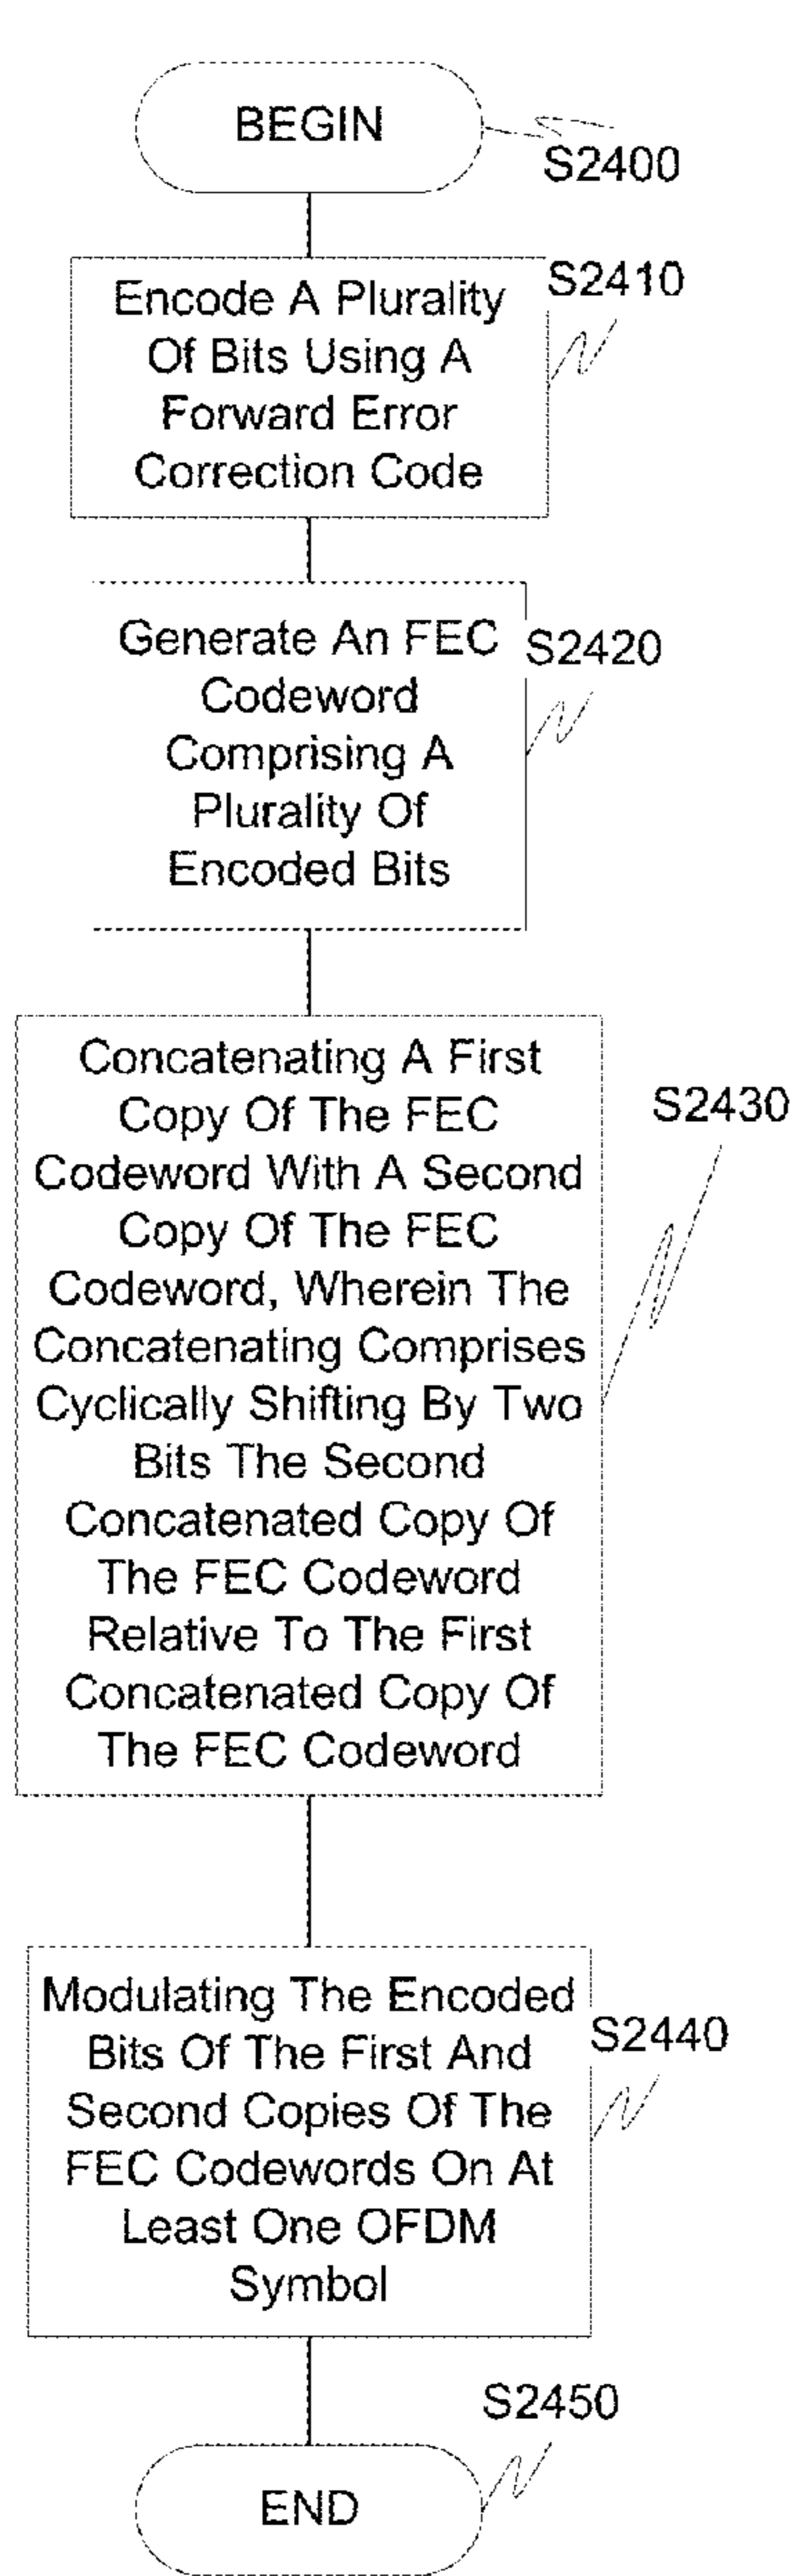 BEGIN
S2400
S2410
Encode A Plurality
Of Bits Using A
Forward Error
Correction Code
Generate An FEC
S2420
Codeword
Comprising A
Plurality Of
Encoded Bits
Concatenating A First
S2430
Copy Of The FEC
Codeword With A Second
Copy Of The FEC
Codeword, Wherein The
Concatenating Comprises
Cyclically Shifting By Two
Bits The Second
Concatenated Copy Of
The FEC Codeword
Relative To The First
Concatenated Copy Of
The FEC Codeword
Modulating The Encoded
S2440
Bits Of The First And
Second Copies Of The
FEC Codewords On At
Least One OFDM
Symbol
S2450
END